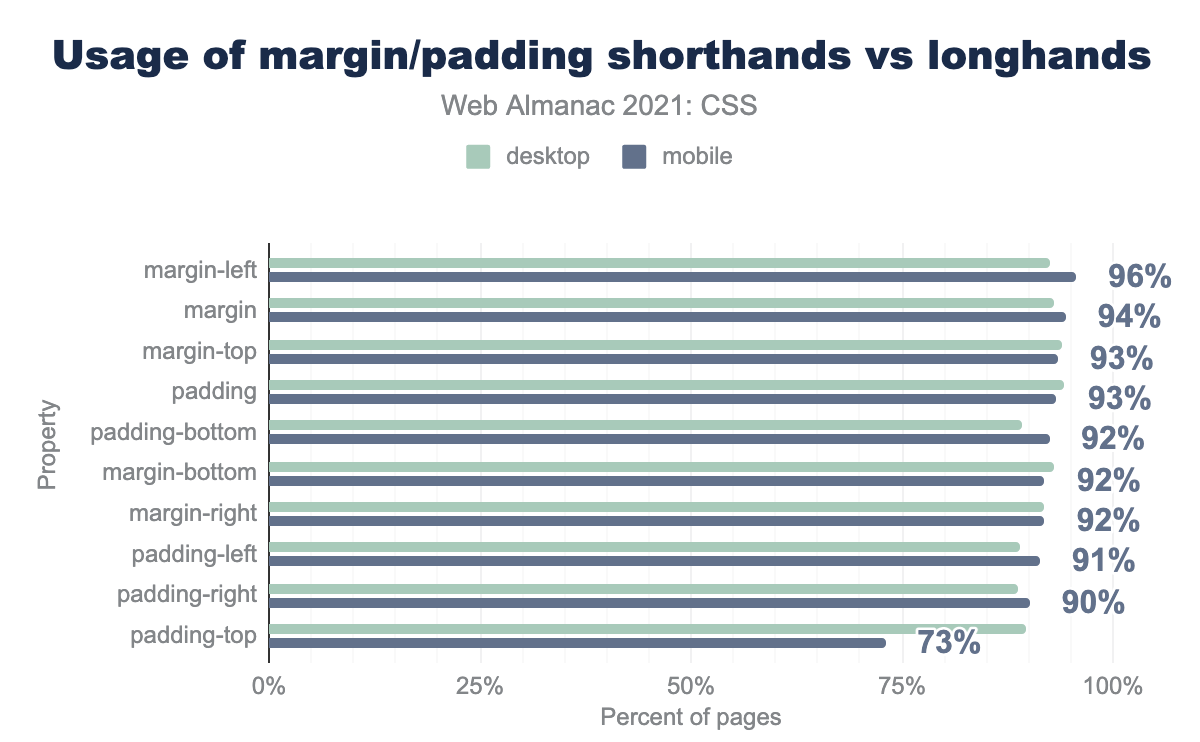 Usage of margin/padding shorthands vs longhands
Web Almanac 2021: CSS
desktop mobile
Property
margin-left 96%
margin 94%
margin-top 93%
padding 93%
padding-bottom 92%
margin-bottom 92%
margin-right 92%
padding-left 91%
padding-right 90%
padding-top 73%
0% 25% 50% 75% 100%
Percent of pages